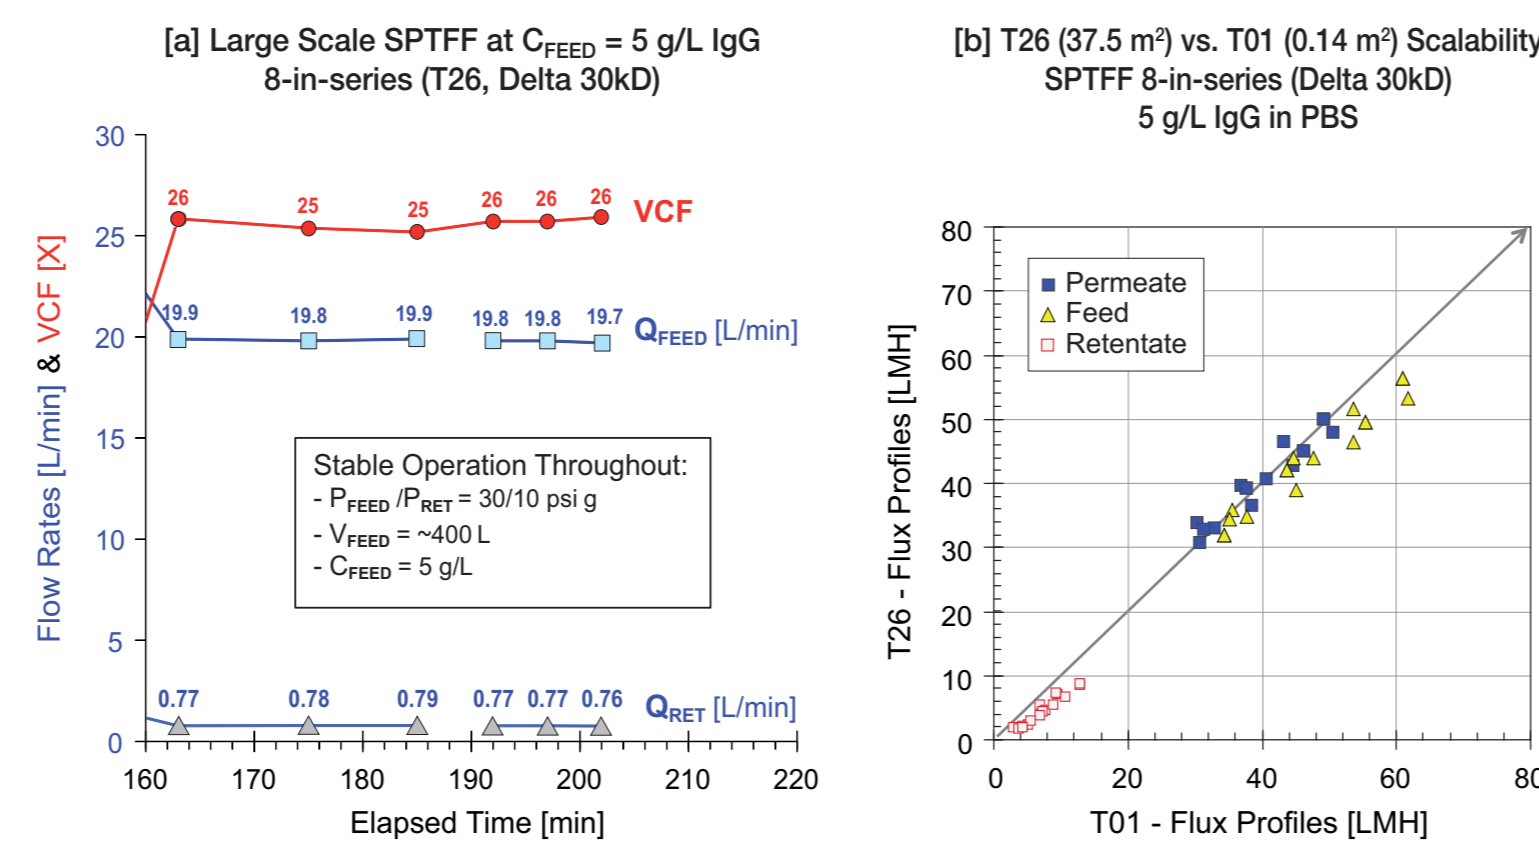 [a] Large Scale SPTFF at CFEED = 5 g/L IgG
8-in-series (T26, Delta 30kD)
Flow Rates [L/min] & VCF [X]
30
25
20
15
10
5
0
26
25
25
26
26
26
VCF
19.9
19.8
19.9
19.8
19.8
19.7
QFEED [L/min]
Stable Operation Throughout:
- PFEED /PRET = 30/10 psi g
- VFEED = ~400 L
- CFEED = 5 g/L
0.77
0.78
0.79
0.77
0.77
0.76
QRET [L/min]
160
170
180
190
200
210
220
Elapsed Time [min]
[b] T26 (37.5 m²) vs. T01 (0.14 m²) Scalability
SPTFF 8-in-series (Delta 30kD)
5 g/L IgG in PBS
T26 - Flux Profiles [LMH]
80
70
60
50
40
30
20
10
0
Permeate
Feed
Retentate
0
20
40
60
80
T01 - Flux Profiles [LMH]